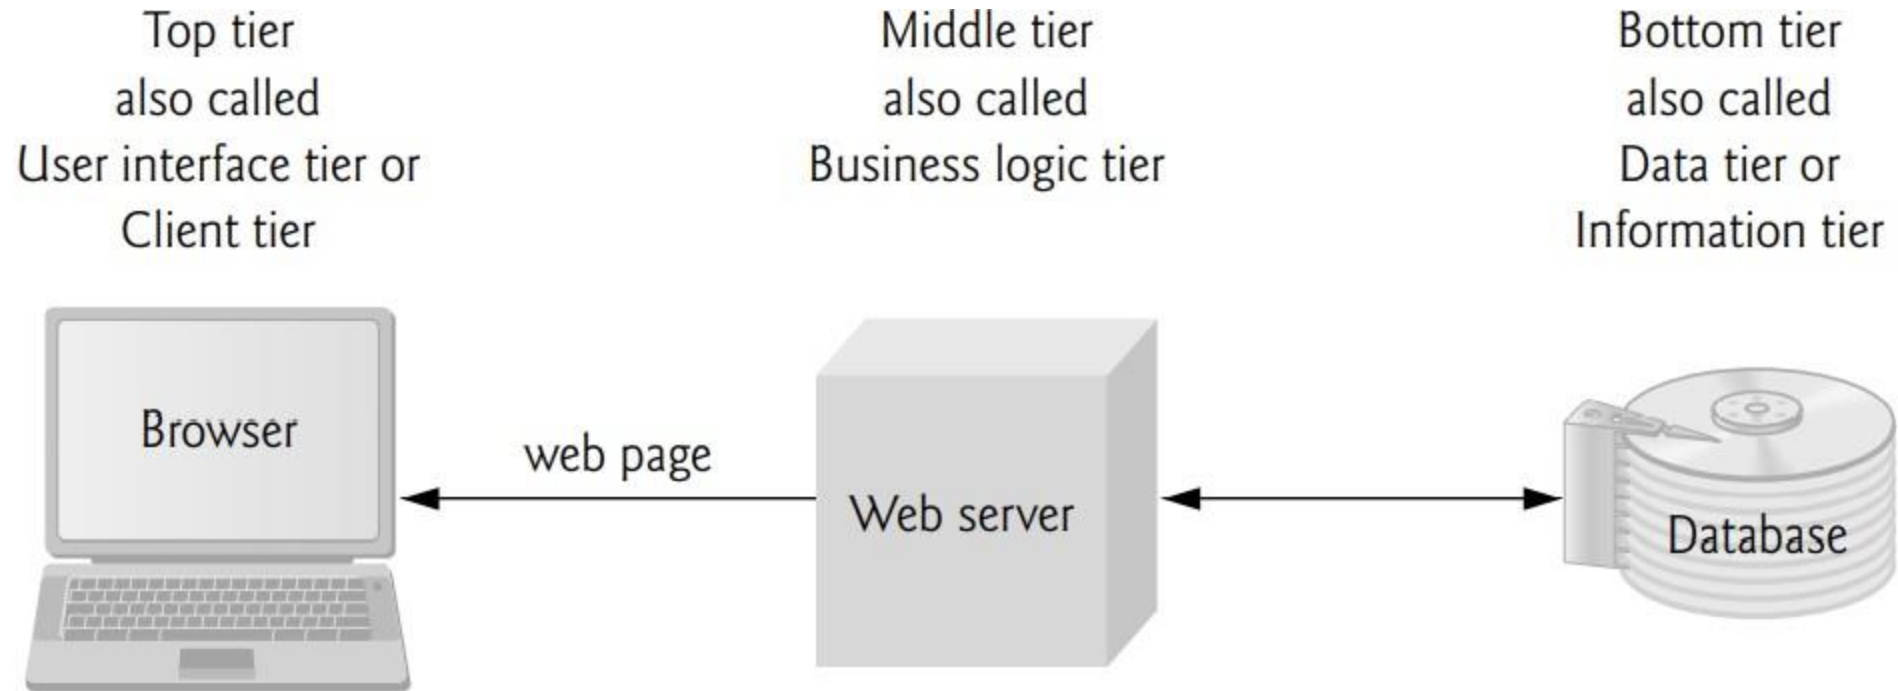 Top tier
also called
User interface tier or
Client tier
Middle tier
also called
Business logic tier
Bottom tier
also called
Data tier or
Information tier
Browser
web page
Web server
Database